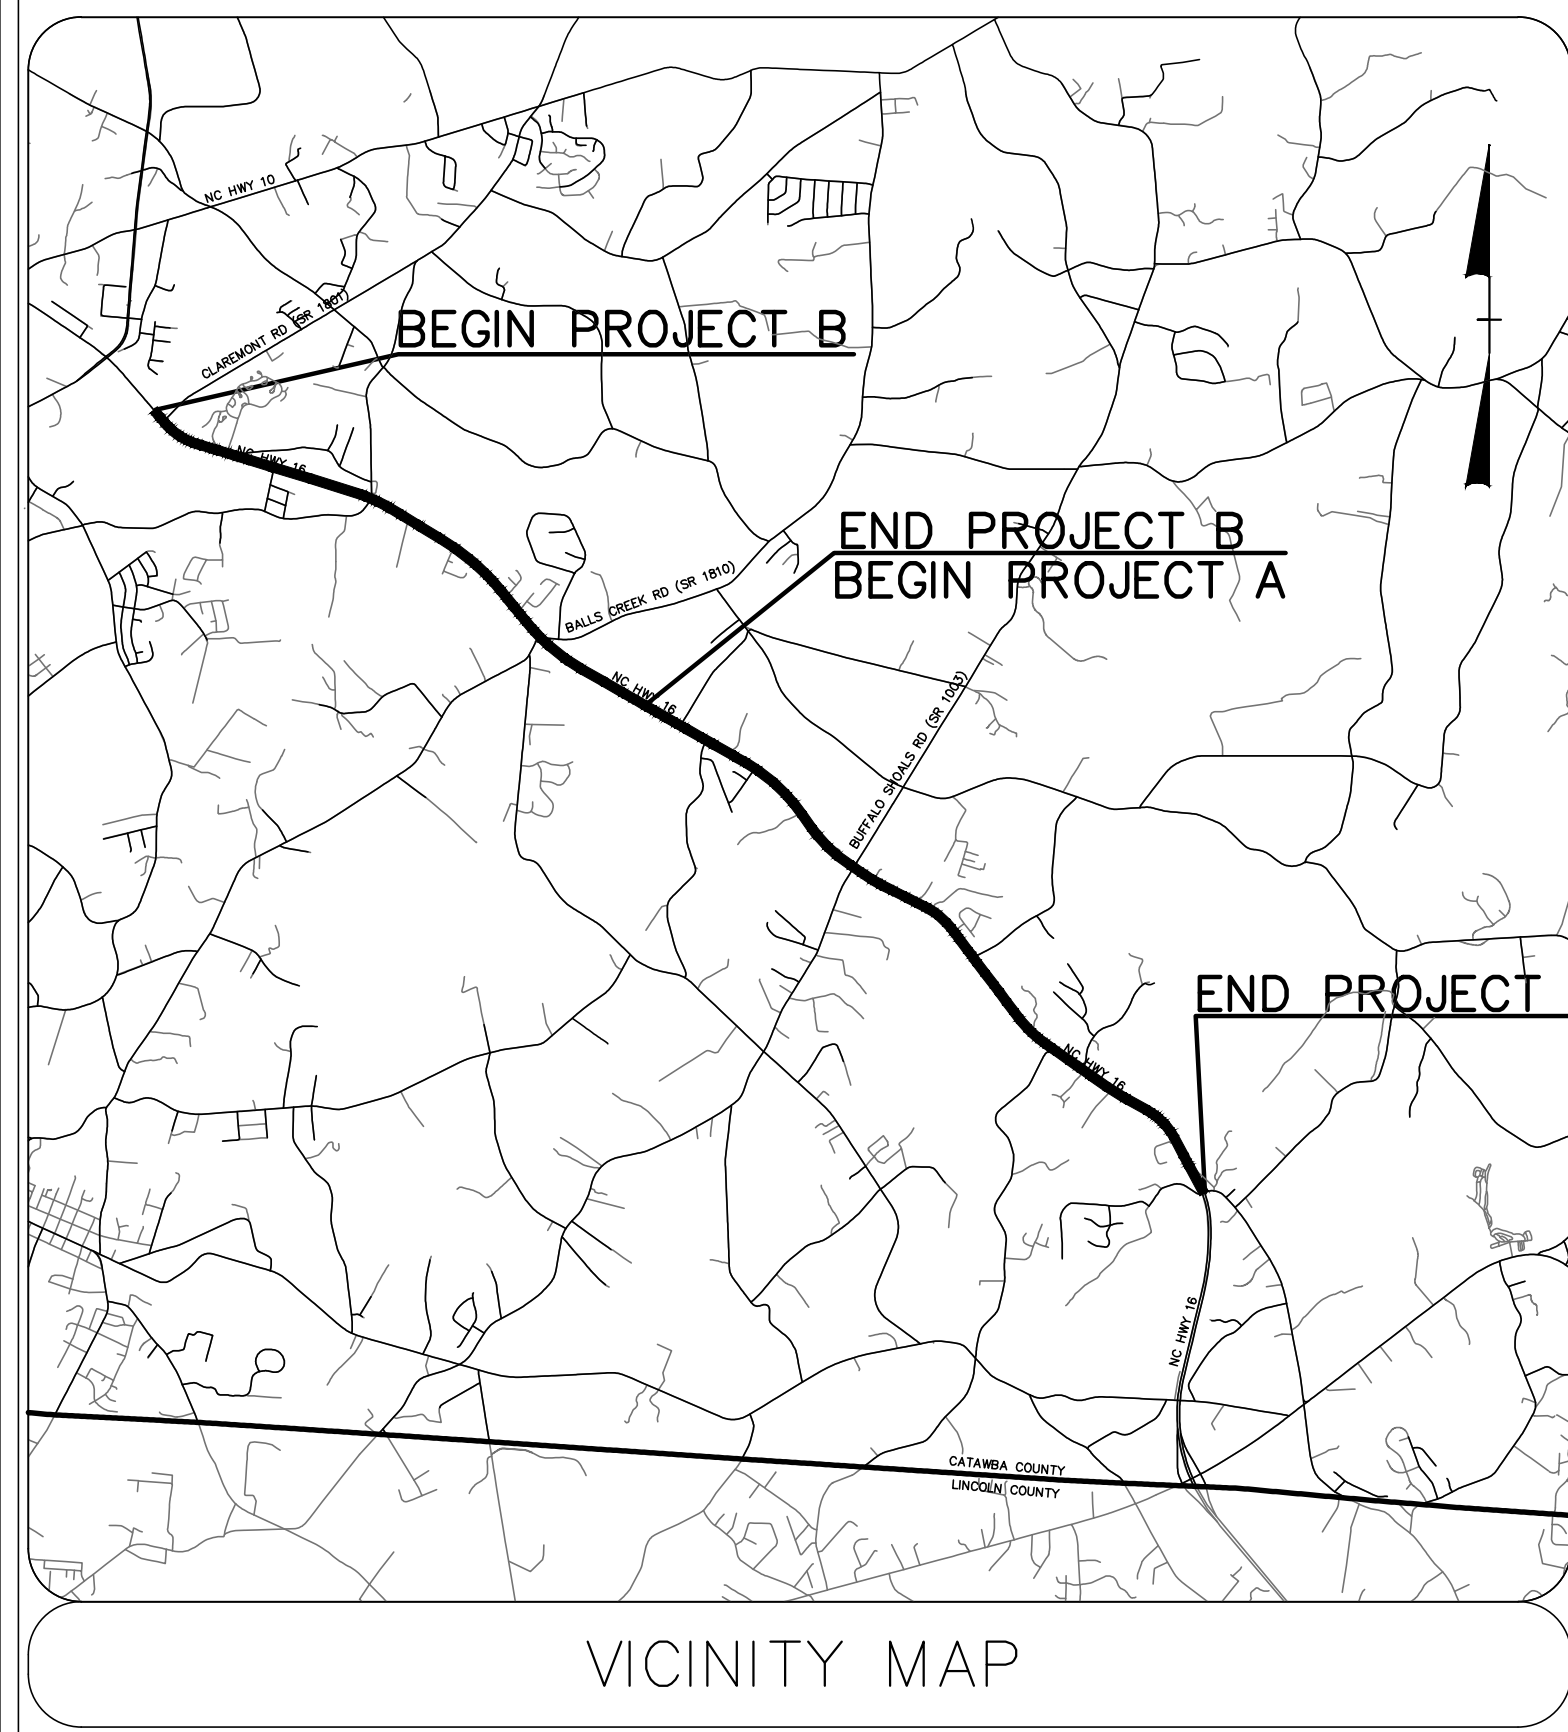 NC HWY 10
CLAREMONT RD (SR 1801)
BEGIN PROJECT B
NC HWY 16
END PROJECT B
BEGIN PROJECT A
BALLS CREEK RD (SR 1810)
NC HWY 16
BUFFALO SHOALS RD (SR 1003)
END PROJECT
NC HWY 16
NC HWY 16
CATAWBA COUNTY
LINCOLN COUNTY
VICINITY MAP